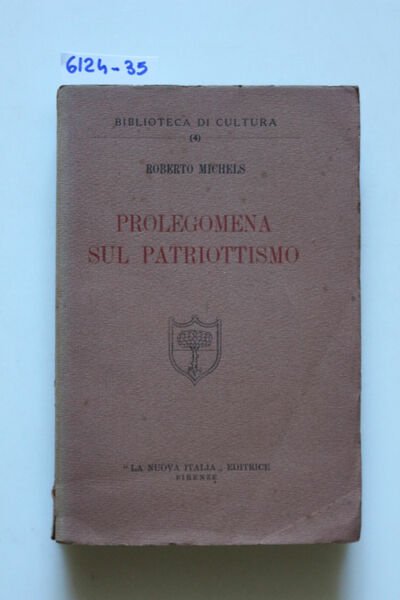 6124-35
BIBLIOTECA DI CULTURA
(4)
ROBERTO MICHELS
PROLEGOMENA
SUL PATRIOTTISMO
"LA NUOVA ITALIA„ EDITRICE
FIRENZE